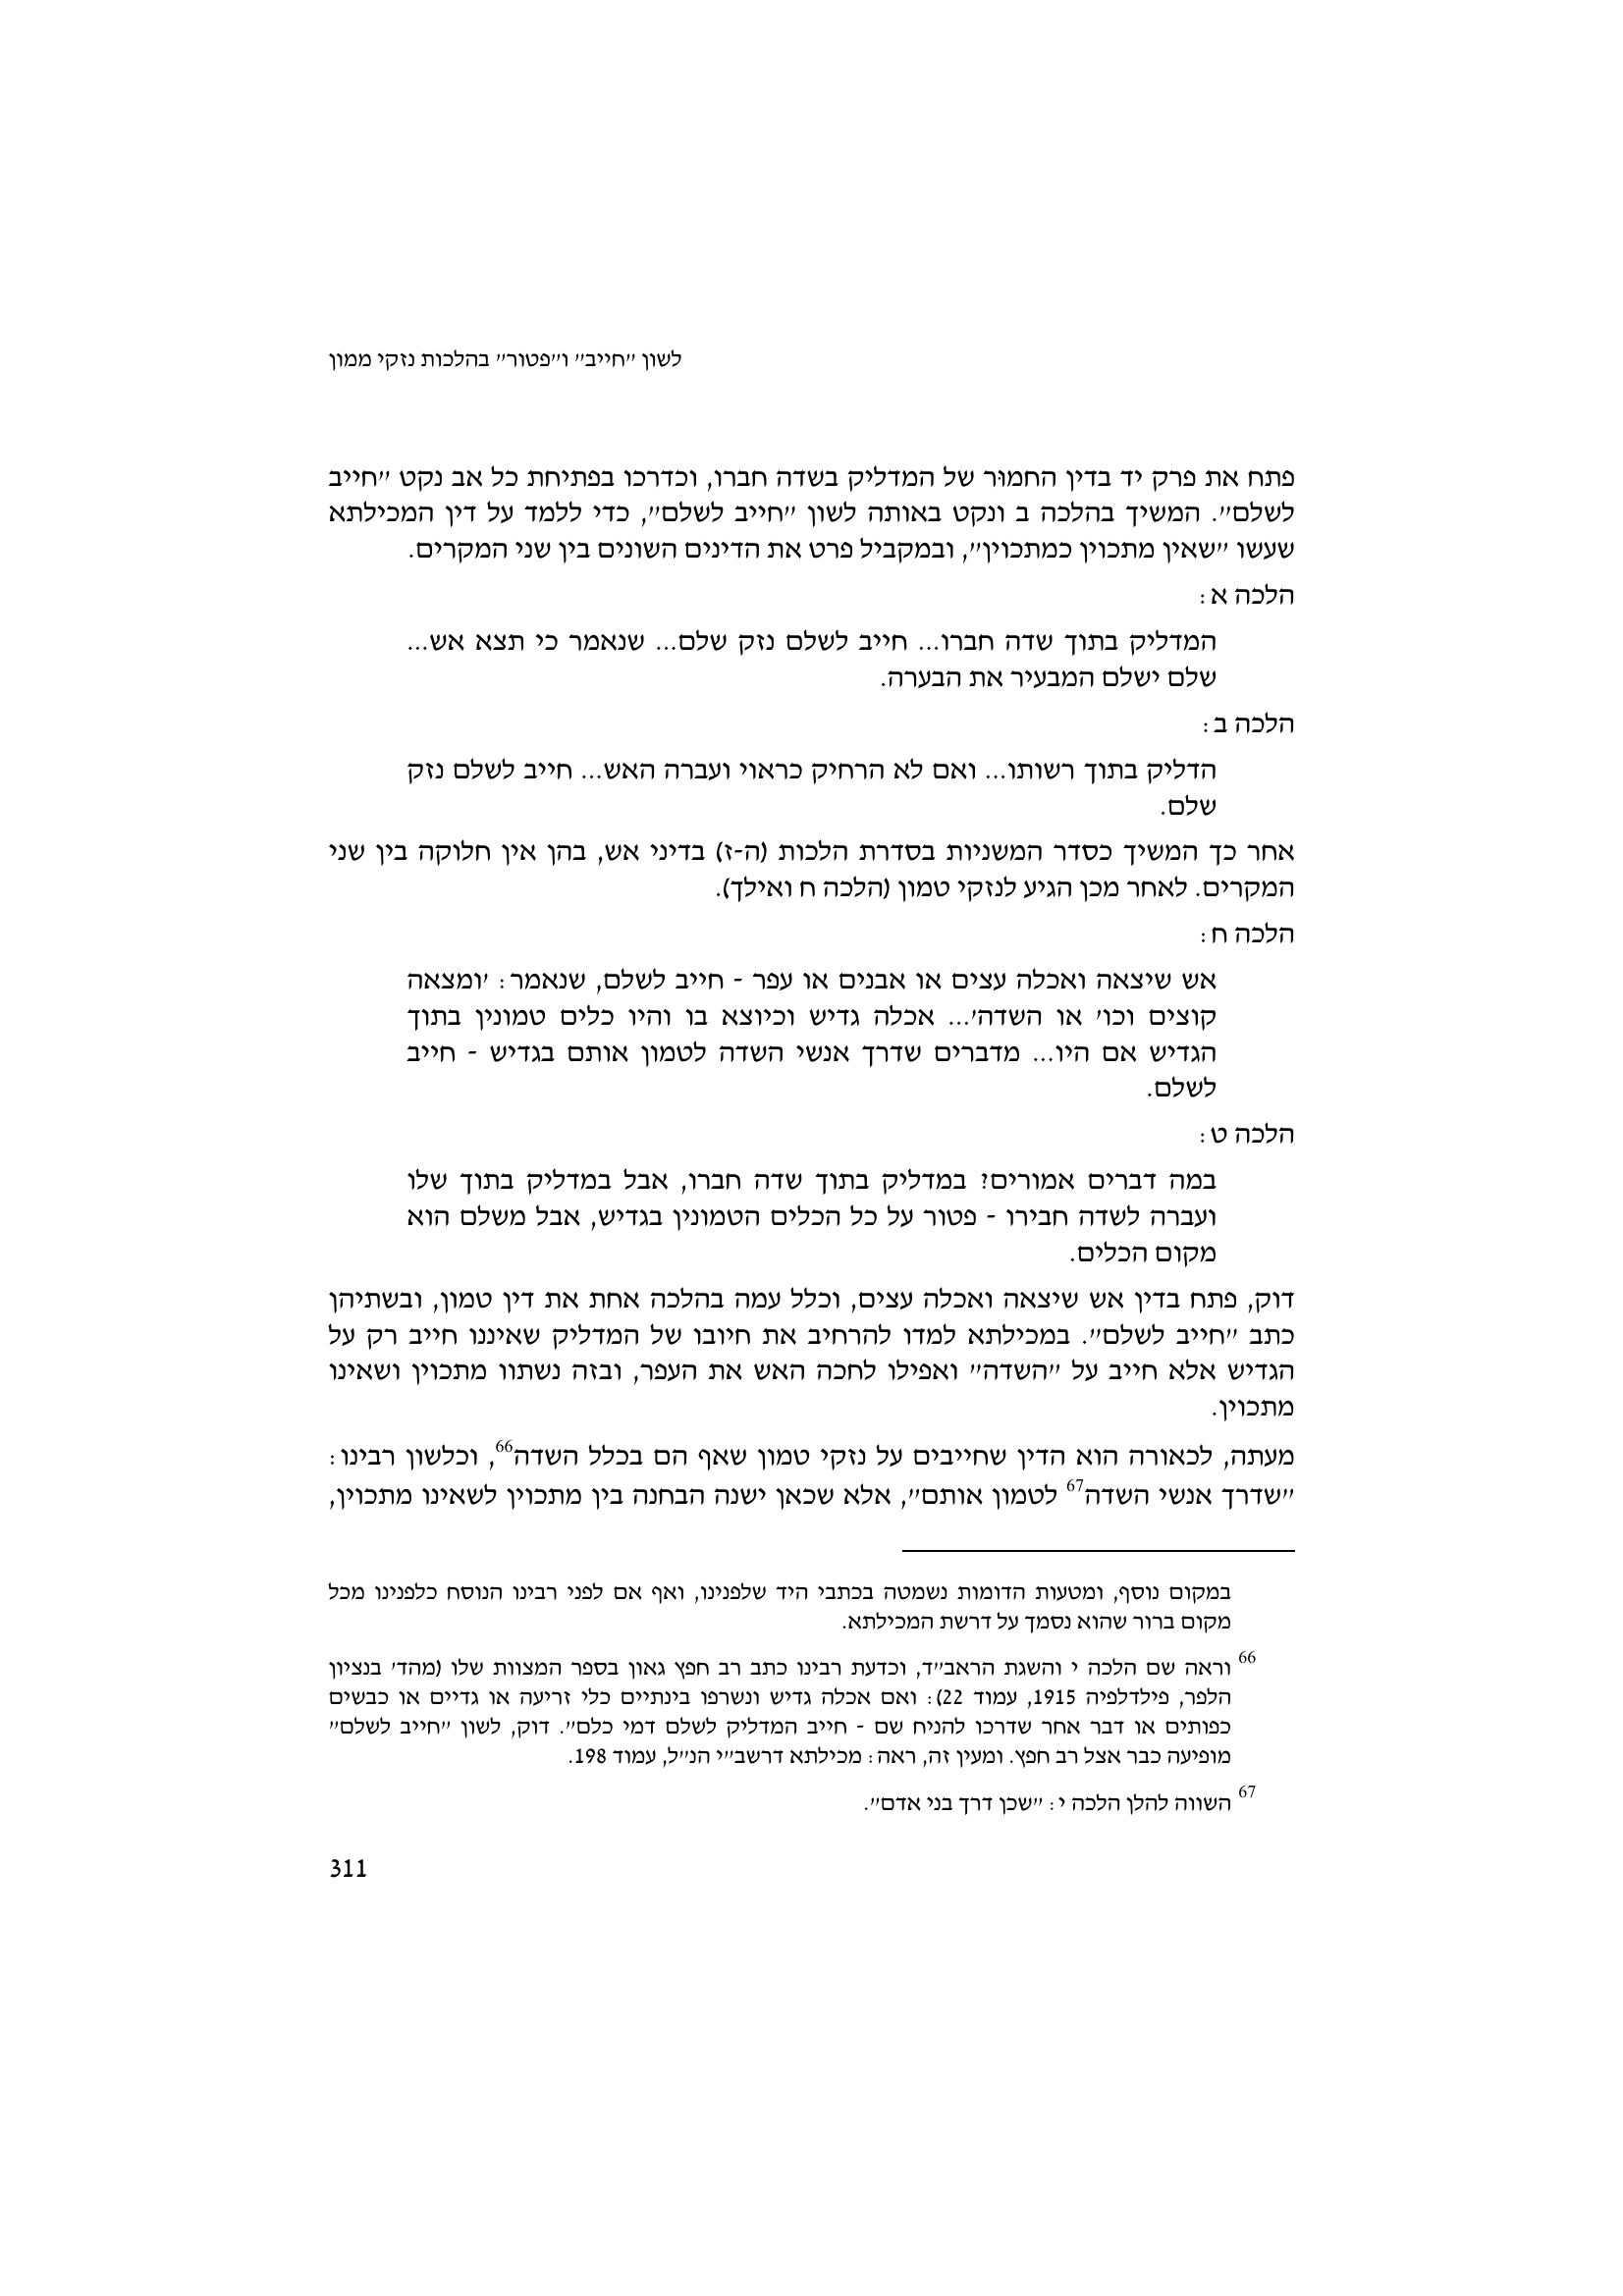 לשון "חייב" ו"פטור" בהלכות נזקי ממון
פתח את פרק יד בדין החמור של המדליק בשדה חברו, וכדרכו בפתיחת כל אב נקט "חייב
לשלם". המשיך בהלכה ב ונקט באותה לשון "חייב לשלם", כדי ללמד על דין המכילתא
שעשו "שאין מתכוין כמתכוין", ובמקביל פרט את הדינים השונים בין שני המקרים.
הלכה א:
המדליק בתוך שדה חברו... חייב לשלם נזק שלם... שנאמר כי תצא אש...
שלם ישלם המבעיר את הבערה.
הלכה ב:
הדליק בתוך רשותו... ואם לא הרחיק כראוי ועברה האש... חייב לשלם נזק
שלם.
אחר כך המשיך כסדר המשניות בסדרת הלכות (ה-ז) בדיני אש, בהן אין חלוקה בין שני
המקרים. לאחר מכן הגיע לנזקי טמון (הלכה ח ואילך).
הלכה ח:
אש שיצאה ואכלה עצים או אבנים או עפר - חייב לשלם, שנאמר: 'ומצאה
קוצים וכו' או השדה'... אכלה גדיש וכיוצא בו והיו כלים טמונין בתוך
הגדיש אם היו... מדברים שדרך אנשי השדה לטמון אותם בגדיש - חייב
לשלם.
הלכה ט:
במה דברים אמורים? במדליק בתוך שדה חברו, אבל במדליק בתוך שלו
ועברה לשדה חבירו - פטור על כל הכלים הטמונין בגדיש, אבל משלם הוא
מקום הכלים.
דוק, פתח בדין אש שיצאה ואכלה עצים, וכלל עמה בהלכה אחת את דין טמון, ובשתיהן
כתב "חייב לשלם". במכילתא למדו להרחיב את חיובו של המדליק שאיננו חייב רק על
הגדיש אלא חייב על "השדה" ואפילו לחכה האש את העפר, ובזה נשתוו מתכוין ושאינו
מתכוין.
מעתה, לכאורה הוא הדין שחייבים על נזקי טמון שאף הם בכלל השדה66, וכלשון רבינו:
"שדרך אנשי השדה67 לטמון אותם", אלא שכאן ישנה הבחנה בין מתכוין לשאינו מתכוין,
במקום נוסף, ומטעות הדומות נשמטה בכתבי היד שלפנינו, ואף אם לפני רבינו הנוסח כלפנינו מכל
מקום ברור שהוא נסמך על דרשת המכילתא.
66 וראה שם הלכה י והשגת הראב"ד, וכדעת רבינו כתב רב חפץ גאון בספר המצוות שלו (מהד' בנציון
הלפר, פילדלפיה 1915, עמוד 22): ואם אכלה גדיש ונשרפו בינתיים כלי זריעה או גדיים או כבשים
כפותים או דבר אחר שדרכו להניח שם - חייב המדליק לשלם דמי כלם". דוק, לשון "חייב לשלם"
מופיעה כבר אצל רב חפץ. ומעין זה, ראה: מכילתא דרשב"י הנ"ל, עמוד 198.
67 השווה להלן הלכה י: "שכן דרך בני אדם".
311